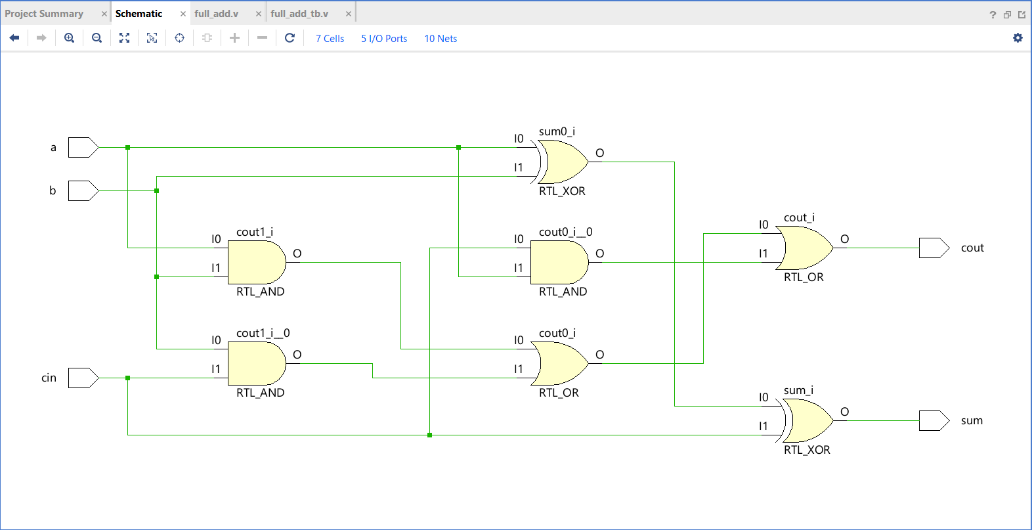 Project Summary × Schematic × full_add.v × full_add_tb.v ×
7 Cells 5 I/O Ports 10 Nets
sum0_i
a I0 O
I1
b RTL_XOR
cout1_i cout0_i__0 cout_i
I0 O I0 O I0 O cout
I1 I1 I1
RTL_AND RTL_AND RTL_OR
cout1_i__0 cout0_i
I0 O I0 O
cin I1 I1
RTL_AND RTL_OR
sum_i
I0 O sum
I1
RTL_XOR